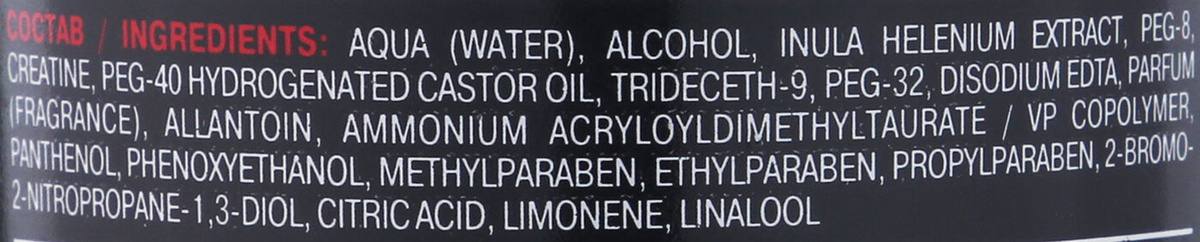 СОСТАВ / INGREDIENTS: AQUA (WATER), ALCOHOL, INULA HELENIUM EXTRACT, PEG-8,
CREATINE, PEG-40 HYDROGENATED CASTOR OIL, TRIDECETH-9, PEG-32, DISODIUM EDTA, PARFUM
(FRAGRANCE), ALLANTOIN, AMMONIUM ACRYLOYLDIMETHYLTAURATE / VP COPOLYMER,
PANTHENOL, PHENOXYETHANOL, METHYLPARABEN, ETHYLPARABEN, PROPYLPARABEN, 2-BROMO-
2-NITROPROPANE-1,3-DIOL, CITRIC ACID, LIMONENE, LINALOOL